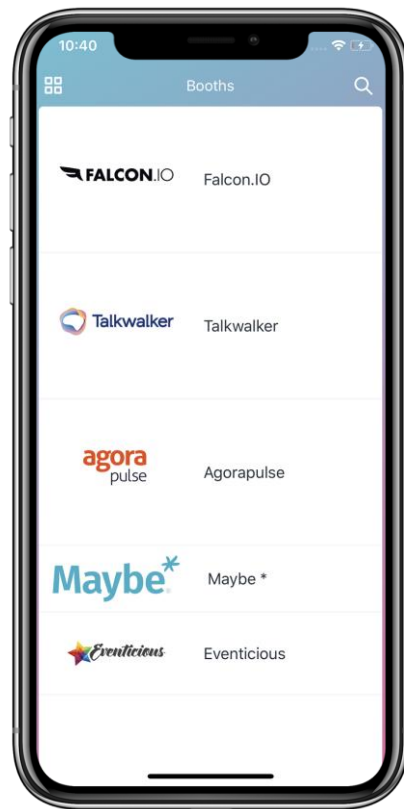 10:40
Booths
FALCON.IO Falcon.IO
Talkwalker Talkwalker
agora
pulse
Agorapulse
Maybe* Maybe *
Eventicious Eventicious